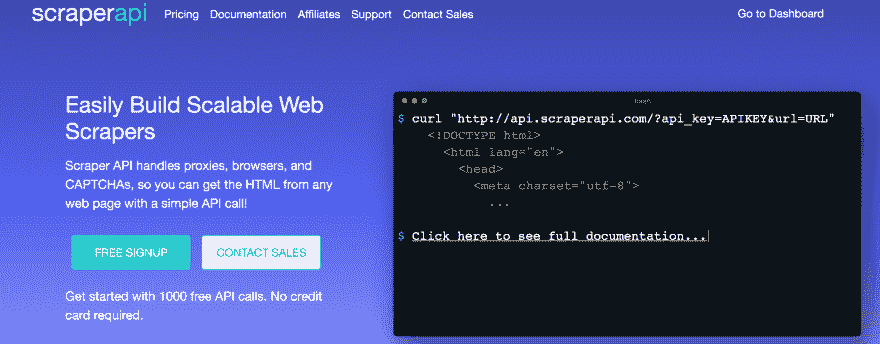 scraperapi Pricing Documentation Affiliates Support Contact Sales Go to Dashboard
Easily Build Scalable Web
Scrapers
Scraper API handles proxies, browsers, and
CAPTCHAs, so you can get the HTML from any
web page with a simple API call!
FREE SIGNUP CONTACT SALES
Get started with 1000 free API calls. No credit
card required.
bash
$ curl "http://api.scraperapi.com/?api_key=APIKEY&url=URL"
<!DOCTYPE html>
<html lang="en">
<head>
<meta charset="utf-8">
...
$ Click here to see full documentation...